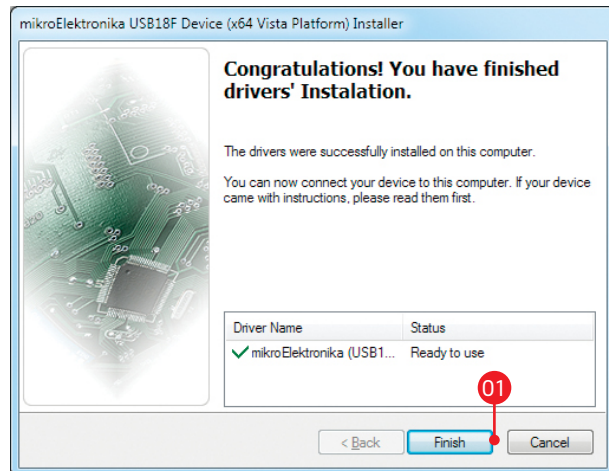 mikroElektronika USB18F Device (x64 Vista Platform) Installer
Congratulations! You have finished
drivers' Instalation.
The drivers were successfully installed on this computer.
You can now connect your device to this computer. If your device
came with instructions, please read them first.
Driver Name Status
mikroElektronika (USB1... Ready to use
01
< Back Finish Cancel